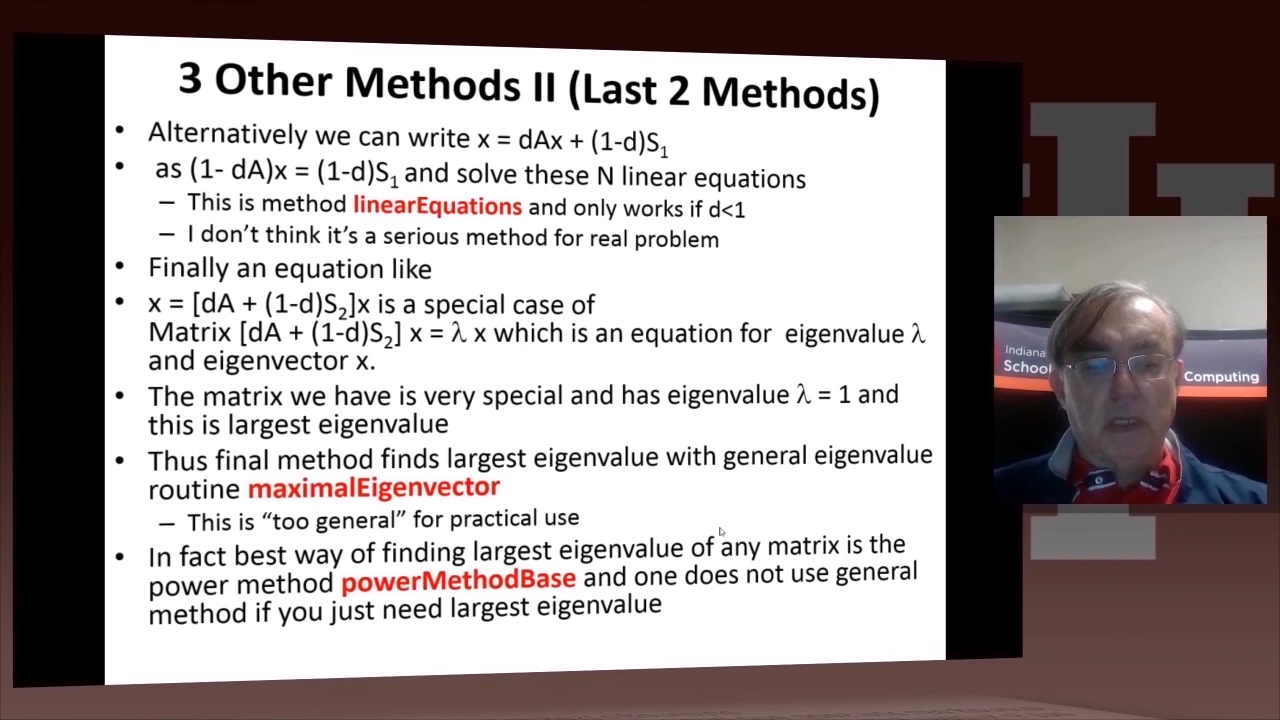 3 Other Methods II (Last 2 Methods)
• Alternatively we can write x = dAx + (1-d)S₁
• as (1- dA)x = (1-d)S₁ and solve these N linear equations
– This is method linearEquations and only works if d<1
– I don't think it's a serious method for real problem
• Finally an equation like
• x = [dA + (1-d)S₂]x is a special case of
Matrix [dA + (1-d)S₂] x = λ x which is an equation for eigenvalue λ
and eigenvector x.
• The matrix we have is very special and has eigenvalue λ = 1 and
this is largest eigenvalue
• Thus final method finds largest eigenvalue with general eigenvalue
routine maximalEigenvector
– This is “too general” for practical use
• In fact best way of finding largest eigenvalue of any matrix is the
power method powerMethodBase and one does not use general
method if you just need largest eigenvalue
Indiana
School
Computing